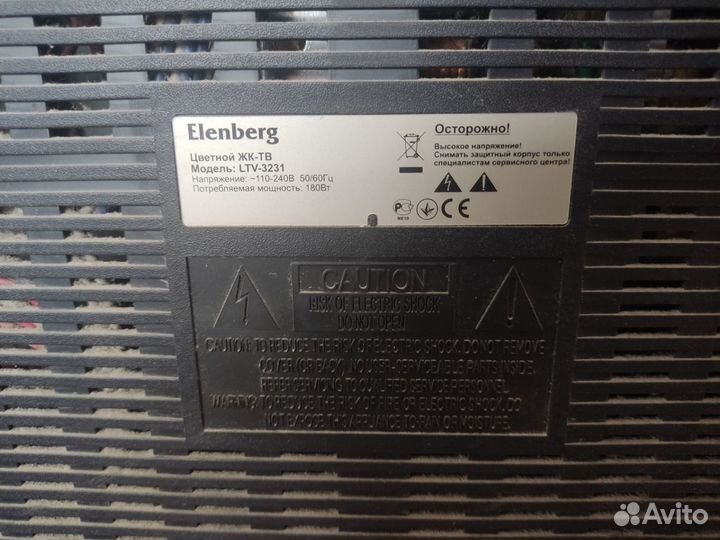 Elenberg
Цветной ЖК-ТВ
Модель: LTV-3231
Напряжение: ~110-240В 50/60Гц
Потребляемая мощность: 180Вт
Осторожно!
Высокое напряжение!
Снимать защитный корпус только
специалистам сервисного центра!
CE
CAUTION
RISK OF ELECTRIC SHOCK
DO NOT OPEN
CAUTION: TO REDUCE THE RISK OF ELECTRIC SHOCK. DO NOT REMOVE
COVER (OR BACK) NO USER-SERVICEABLE PARTS INSIDE.
REFER SERVICING TO QUALIFIED SERVICE PERSONNEL.
WARNING: TO REDUCE THE RISK OF FIRE OR ELECTRIC SHOCK. DO
NOT EXPOSE THIS APPLIANCE TO RAIN OR MOISTURE.
Avito